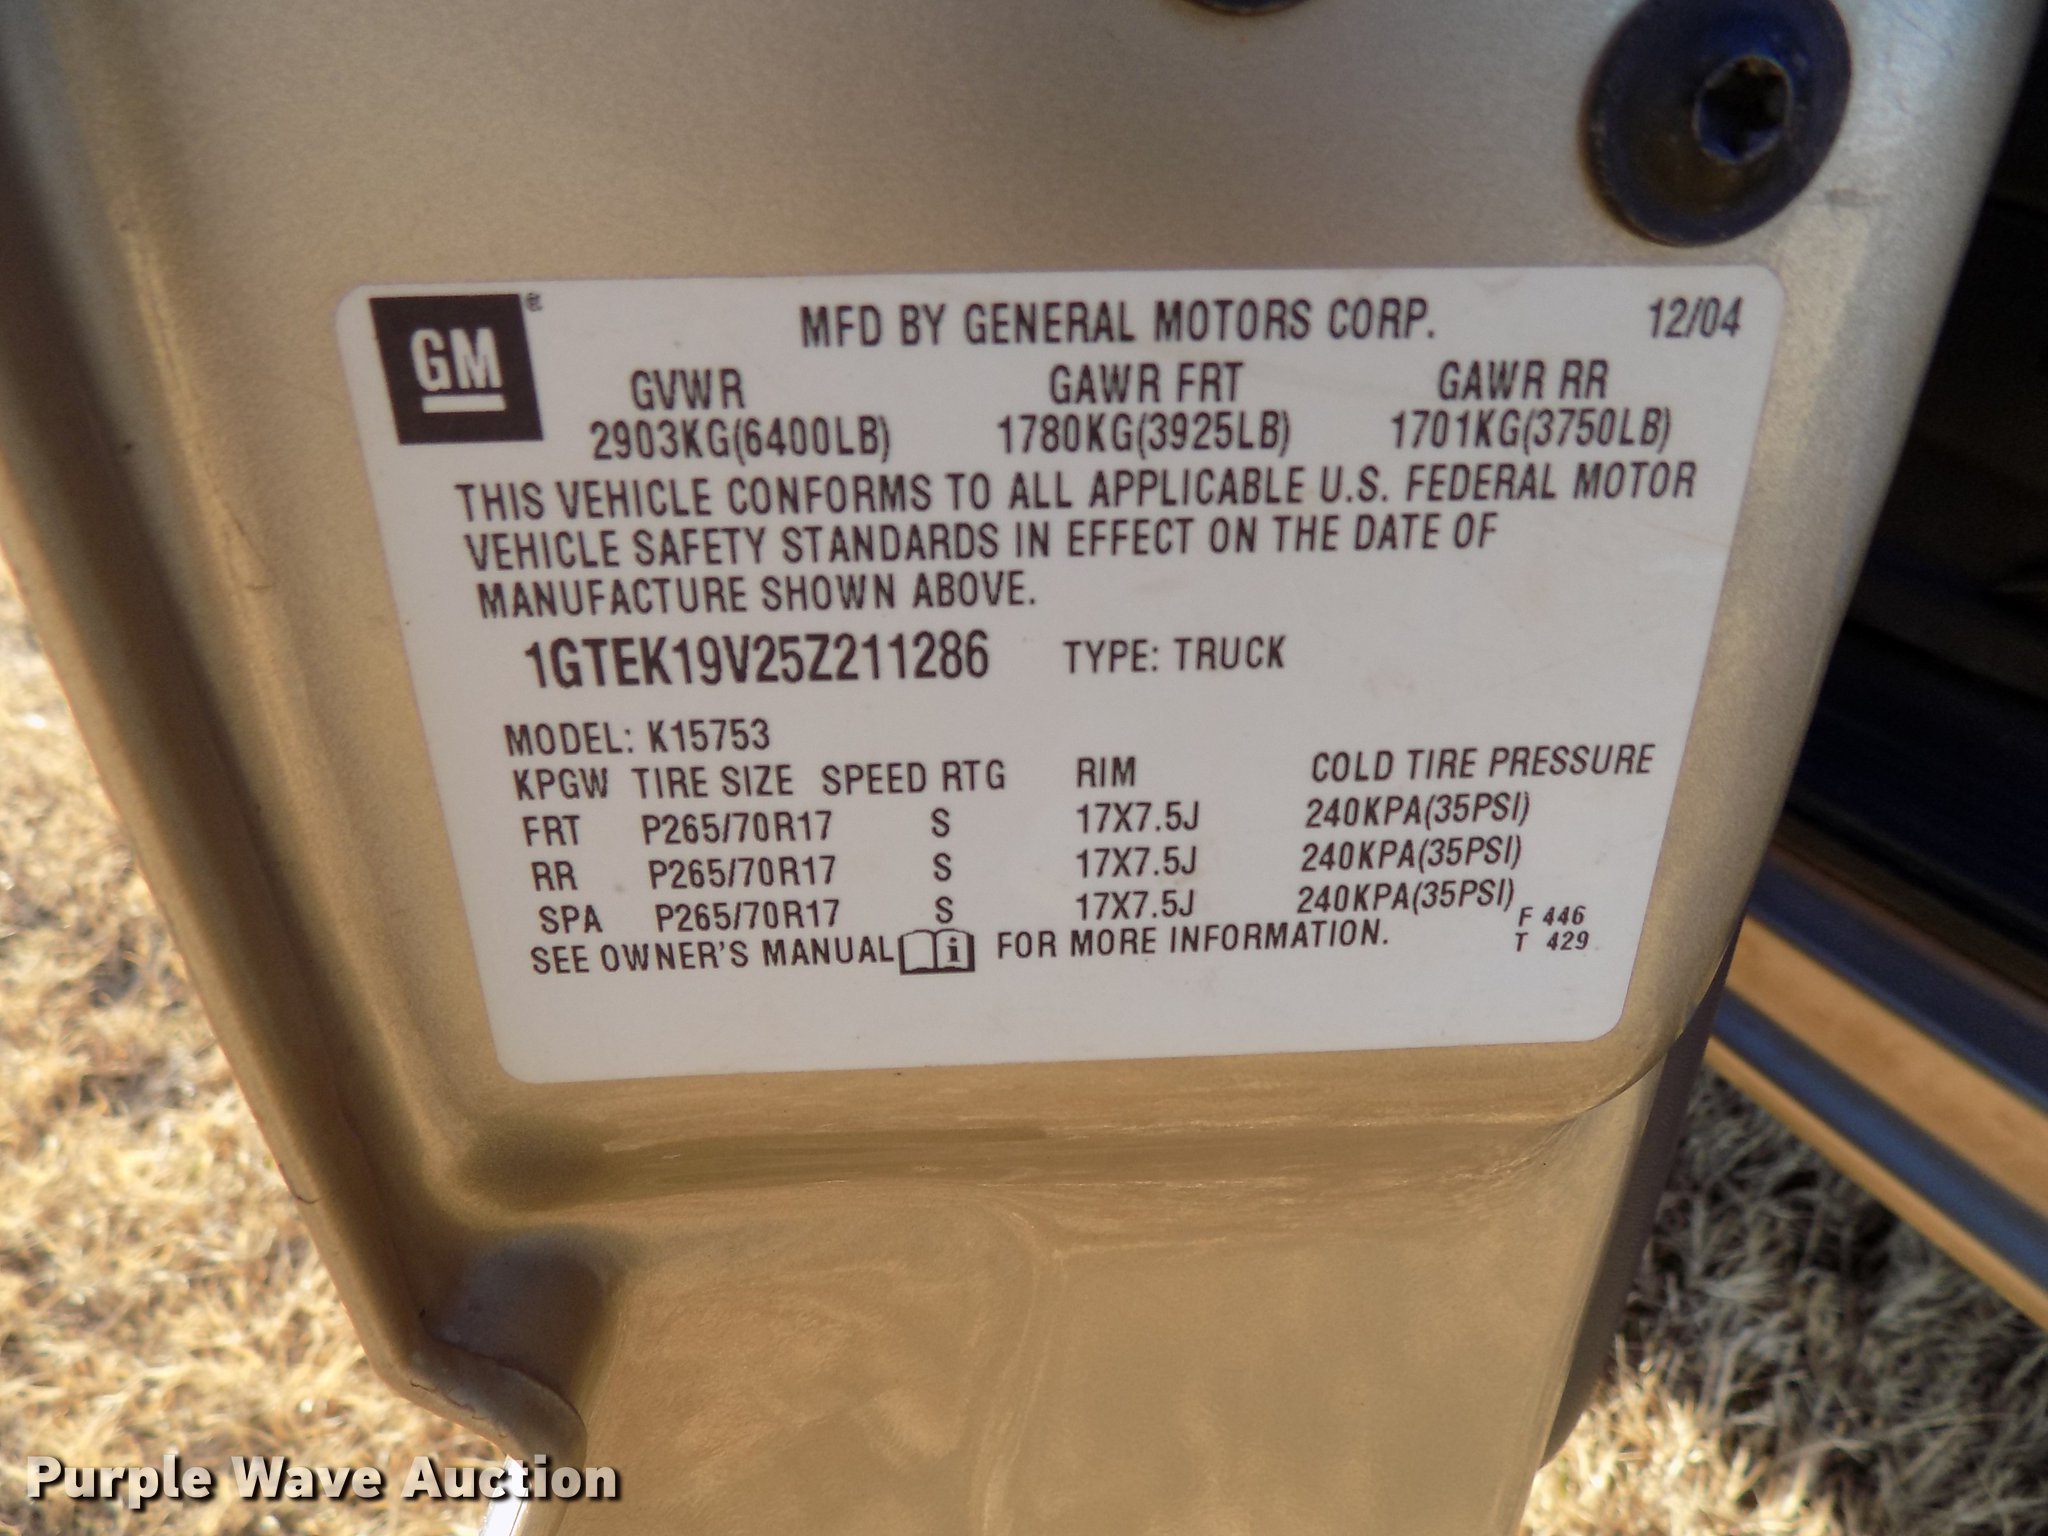 GM
MFD BY GENERAL MOTORS CORP. 12/04
GVWR GAWR FRT GAWR RR
2903KG(6400LB) 1780KG(3925LB) 1701KG(3750LB)
THIS VEHICLE CONFORMS TO ALL APPLICABLE U.S. FEDERAL MOTOR
VEHICLE SAFETY STANDARDS IN EFFECT ON THE DATE OF
MANUFACTURE SHOWN ABOVE.
1GTEK19V25Z211286 TYPE: TRUCK
MODEL: K15753
KPGW TIRE SIZE SPEED RTG RIM COLD TIRE PRESSURE
FRT P265/70R17 S 17X7.5J 240KPA(35PSI)
RR P265/70R17 S 17X7.5J 240KPA(35PSI)
SPA P265/70R17 S 17X7.5J 240KPA(35PSI)
SEE OWNER'S MANUAL i FOR MORE INFORMATION.
F 446
T 429
Purple Wave Auction